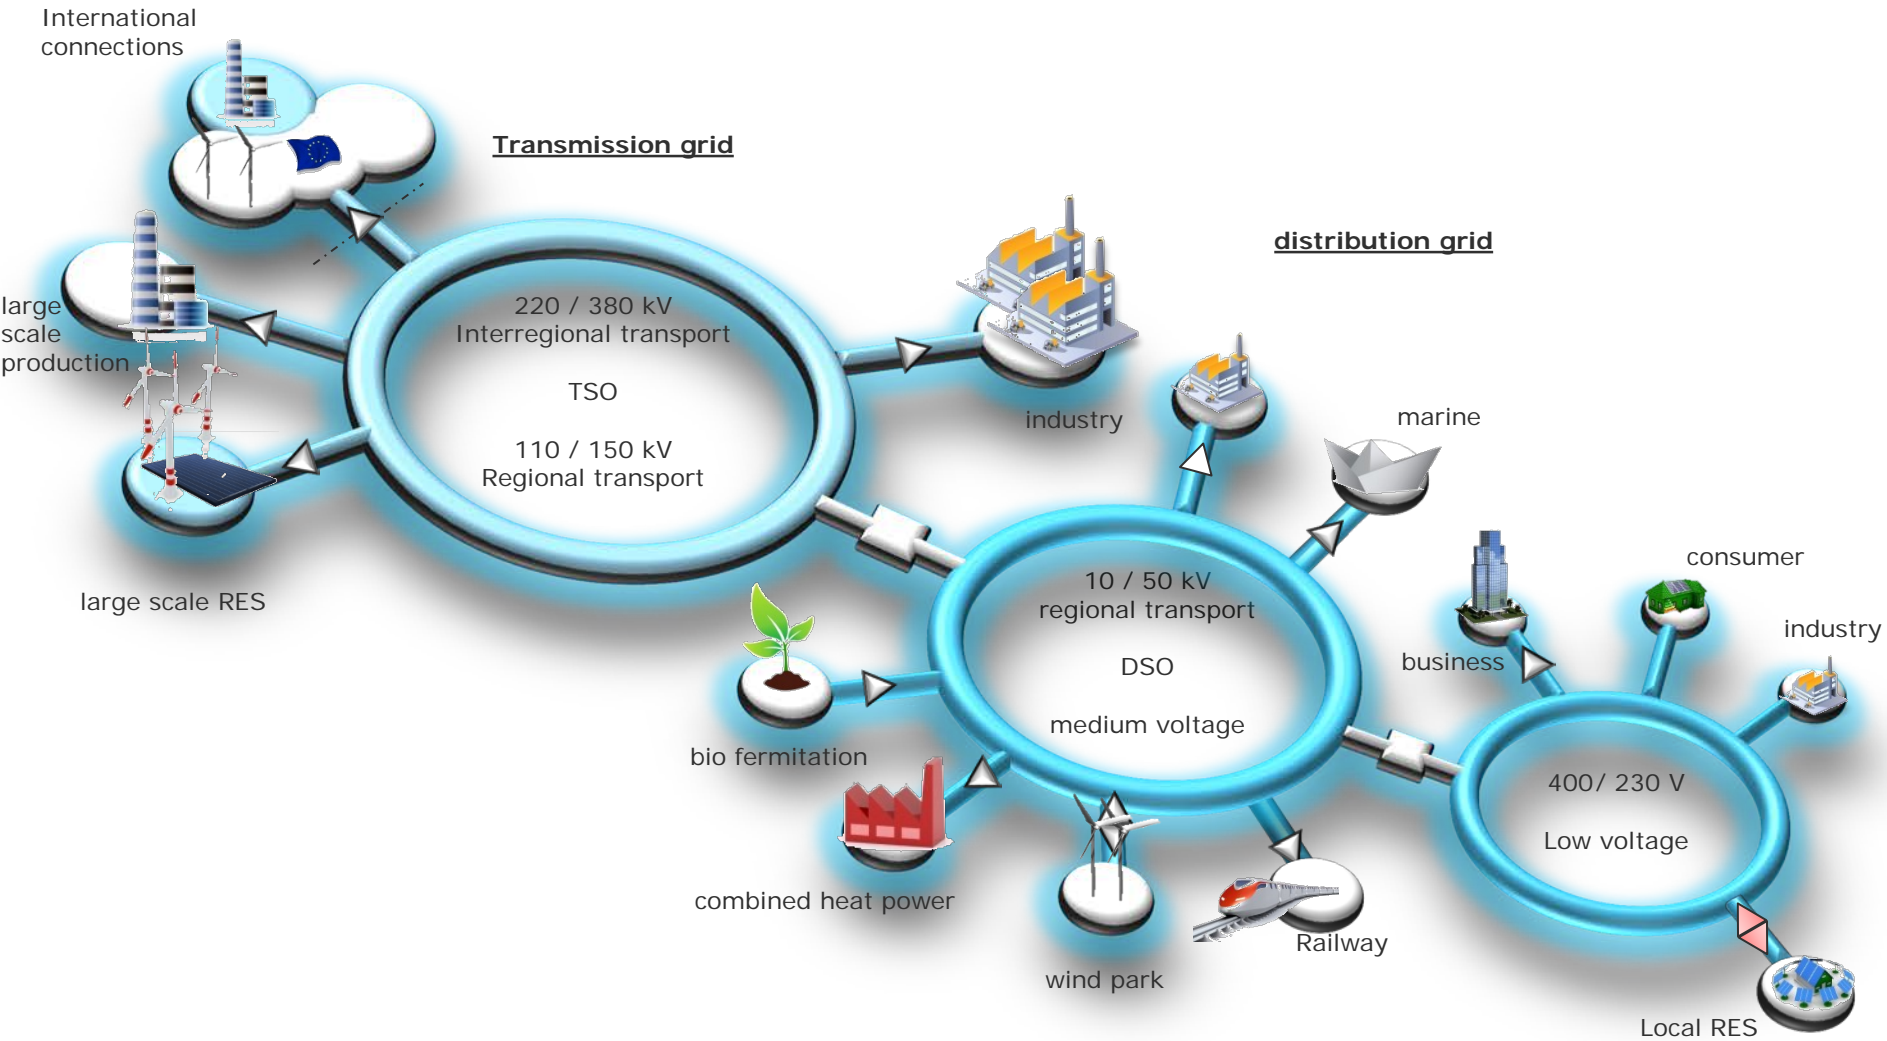 International
connections
Transmission grid
distribution grid
large
scale
production
220 / 380 kV
Interregional transport
TSO
110 / 150 kV
Regional transport
industry
marine
large scale RES
10 / 50 kV
regional transport
DSO
medium voltage
consumer
business
industry
bio fermitation
400/ 230 V
Low voltage
combined heat power
Railway
wind park
Local RES